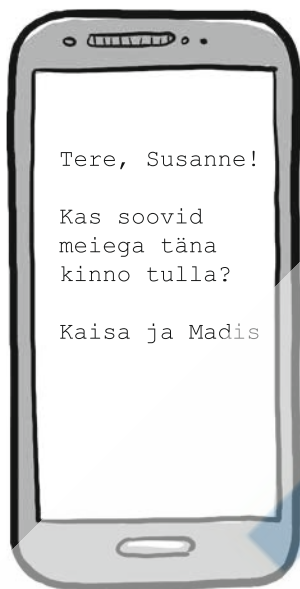 Tere, Susanne!
Kas soovid
meiega täna
kinno tulla?
Kaisa ja Madis